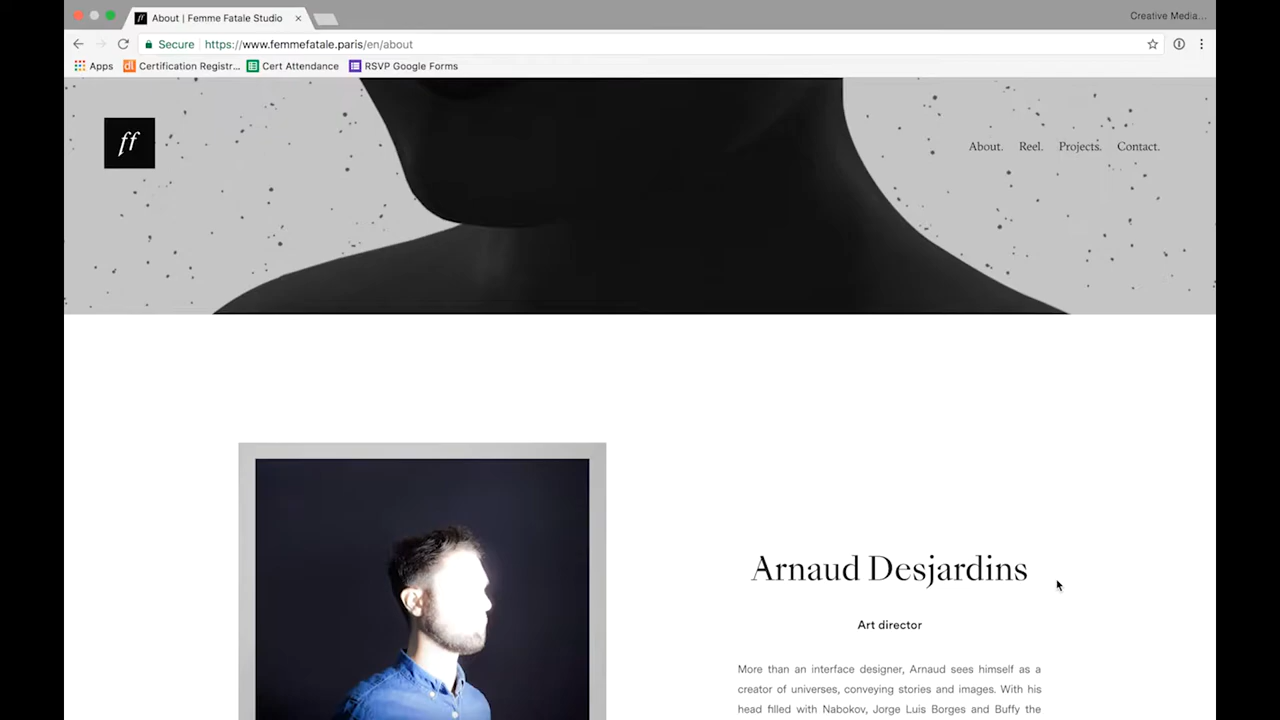 ff About | Femme Fatale Studio
Creative Media...
Secure https://www.femmefatale.paris/en/about
Apps Certification Registr... Cert Attendance RSVP Google Forms
ff
About. Reel. Projects. Contact.
Arnaud Desjardins
Art director
More than an interface designer, Arnaud sees himself as a
creator of universes, conveying stories and images. With his
head filled with Nabokov, Jorge Luis Borges and Buffy the